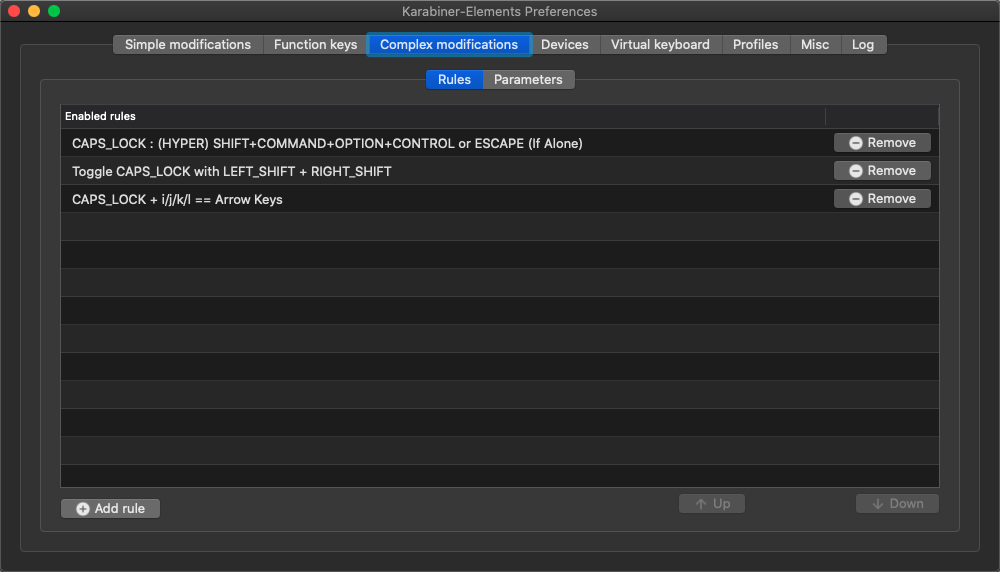 Karabiner-Elements Preferences
Simple modifications Function keys Complex modifications Devices Virtual keyboard Profiles Misc Log
Rules Parameters
Enabled rules
CAPS_LOCK : (HYPER) SHIFT+COMMAND+OPTION+CONTROL or ESCAPE (If Alone) Remove
Toggle CAPS_LOCK with LEFT_SHIFT + RIGHT_SHIFT Remove
CAPS_LOCK + i/j/k/l == Arrow Keys Remove
Add rule Up Down